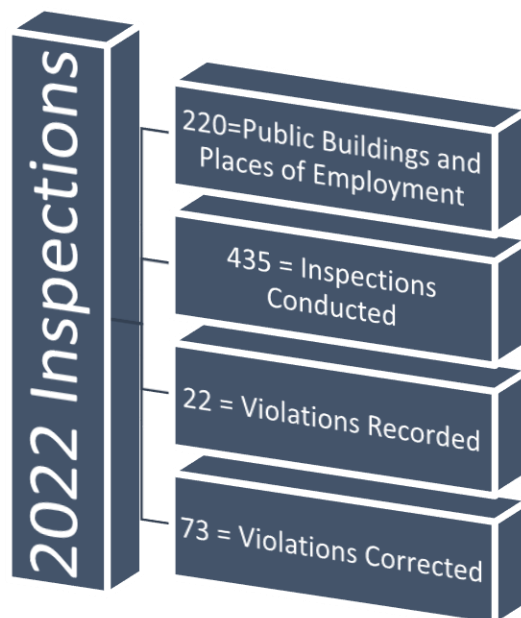 2022 Inspections
220=Public Buildings and
Places of Employment
435 = Inspections
Conducted
22 = Violations Recorded
73 = Violations Corrected